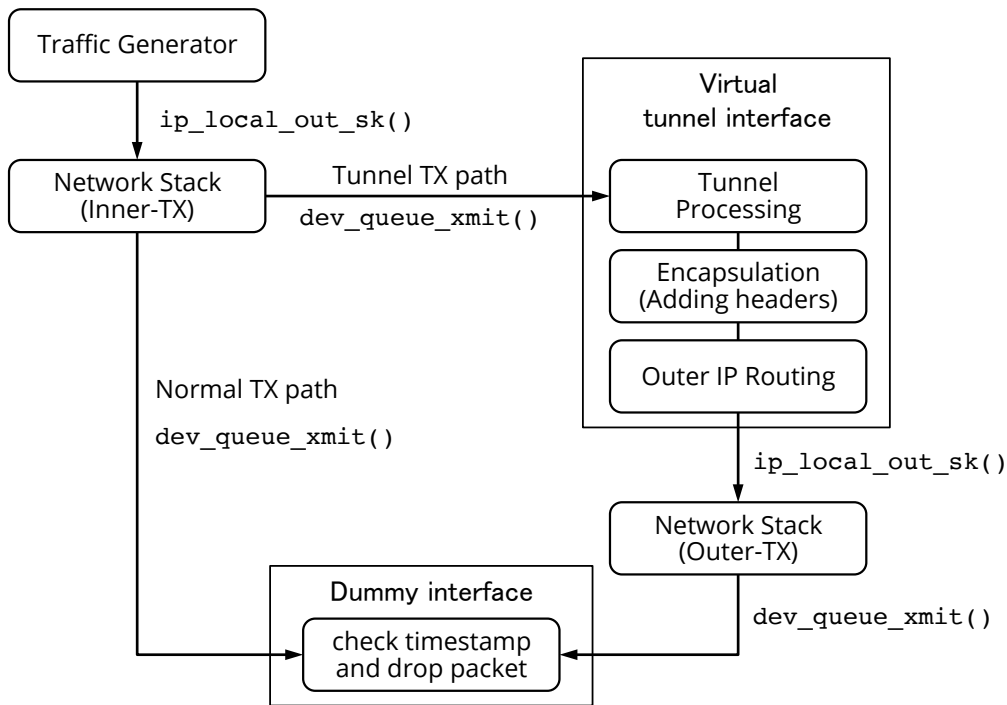 Traffic Generator
ip_local_out_sk()
Network Stack
(Inner-TX)
Tunnel TX path
dev_queue_xmit()
Virtual
tunnel interface
Tunnel
Processing
Encapsulation
(Adding headers)
Outer IP Routing
Normal TX path
dev_queue_xmit()
ip_local_out_sk()
Network Stack
(Outer-TX)
dev_queue_xmit()
Dummy interface
check timestamp
and drop packet